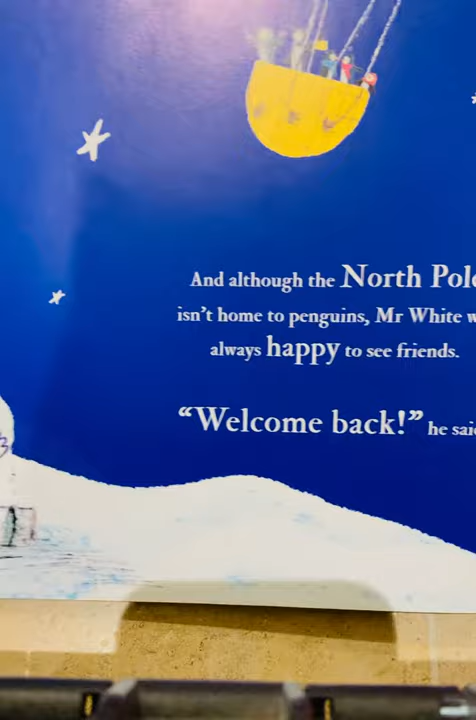 And although the North Pole
isn't home to penguins, Mr White w
always happy to see friends.
"Welcome back!" he said